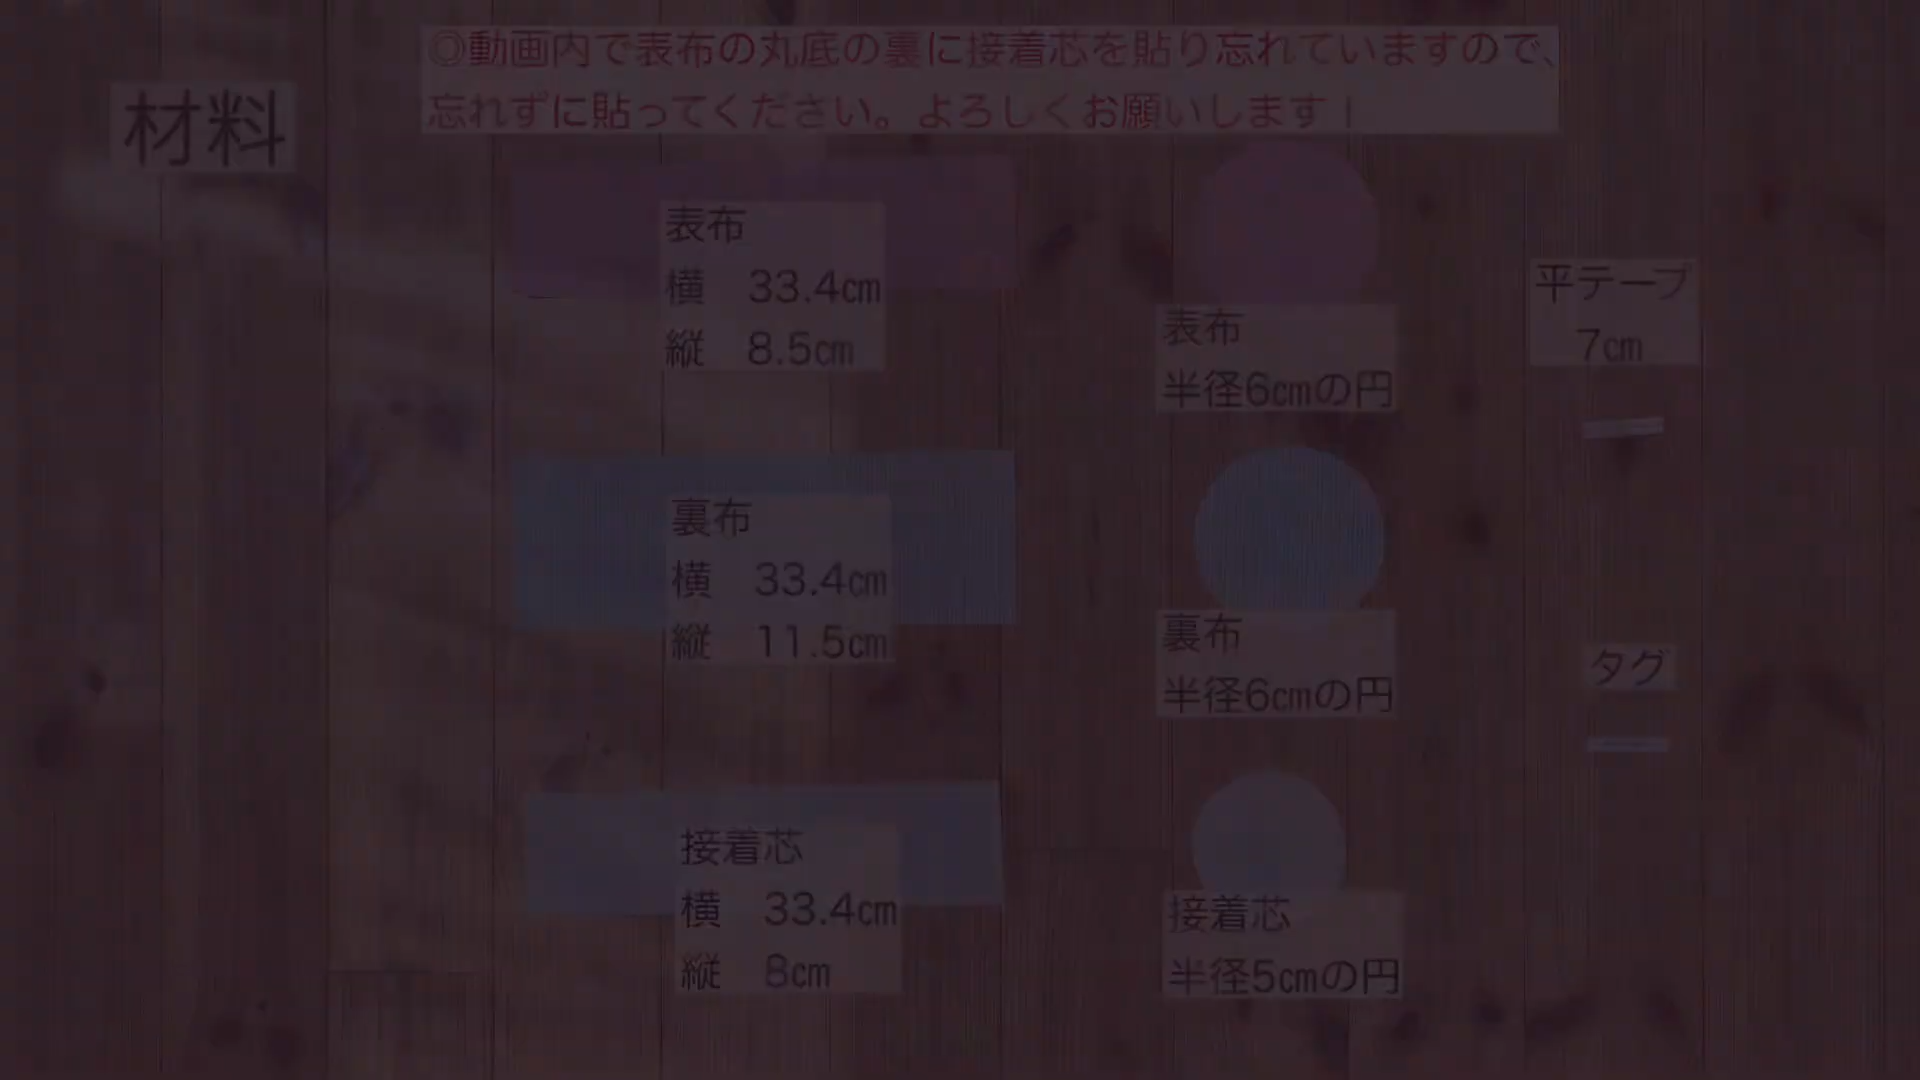 ◎動画内で表布の丸底の裏に接着芯を貼り忘れていますので、
忘れずに貼ってください。よろしくお願いします！
材料
表布
横　33.4cm
縦　8.5cm
表布
半径6cmの円
平テープ
7cm
裏布
横　33.4cm
縦　11.5cm
裏布
半径6cmの円
タグ
接着芯
横　33.4cm
縦　8cm
接着芯
半径5cmの円